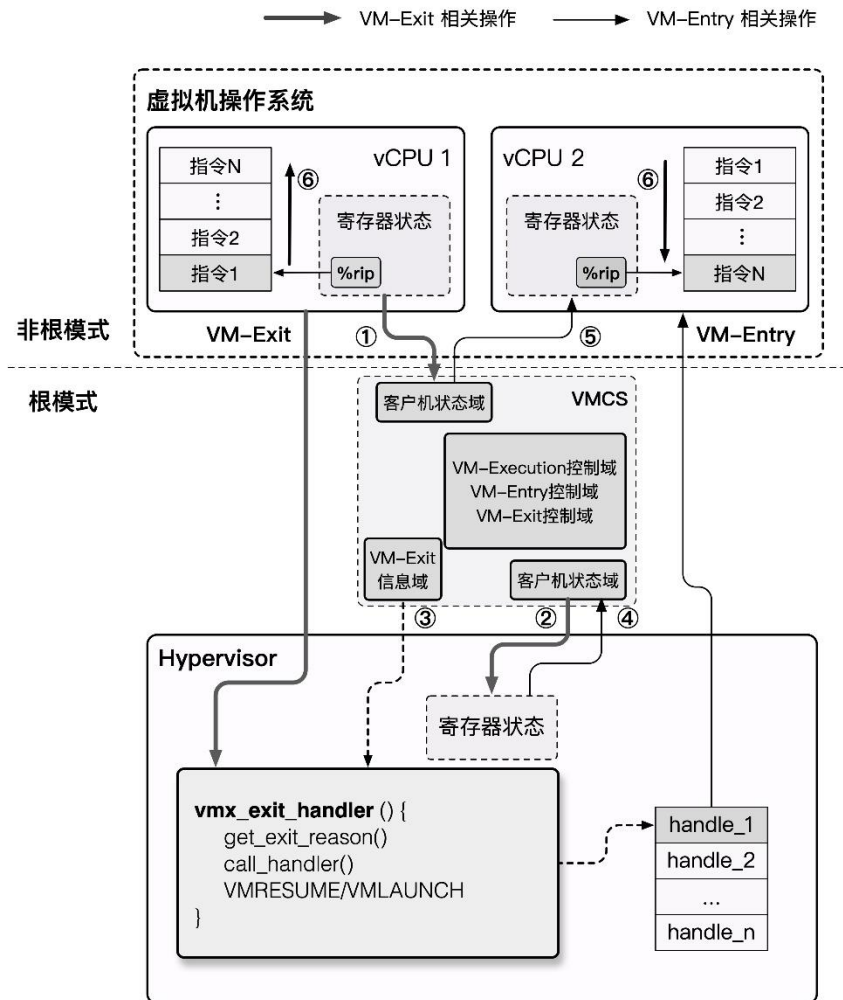 VM-Exit 相关操作
VM-Entry 相关操作
虚拟机操作系统
vCPU 1
指令N
⋮
指令2
指令1
⑥
寄存器状态
%rip
vCPU 2
⑥
寄存器状态
%rip
指令1
指令2
⋮
指令N
非根模式
VM-Exit
①
⑤
VM-Entry
根模式
客户机状态域
VMCS
VM-Execution控制域
VM-Entry控制域
VM-Exit控制域
VM-Exit
信息域
客户机状态域
③
②
④
Hypervisor
寄存器状态
vmx_exit_handler () {
get_exit_reason()
call_handler()
VMRESUME/VMLAUNCH
}
handle_1
handle_2
...
handle_n